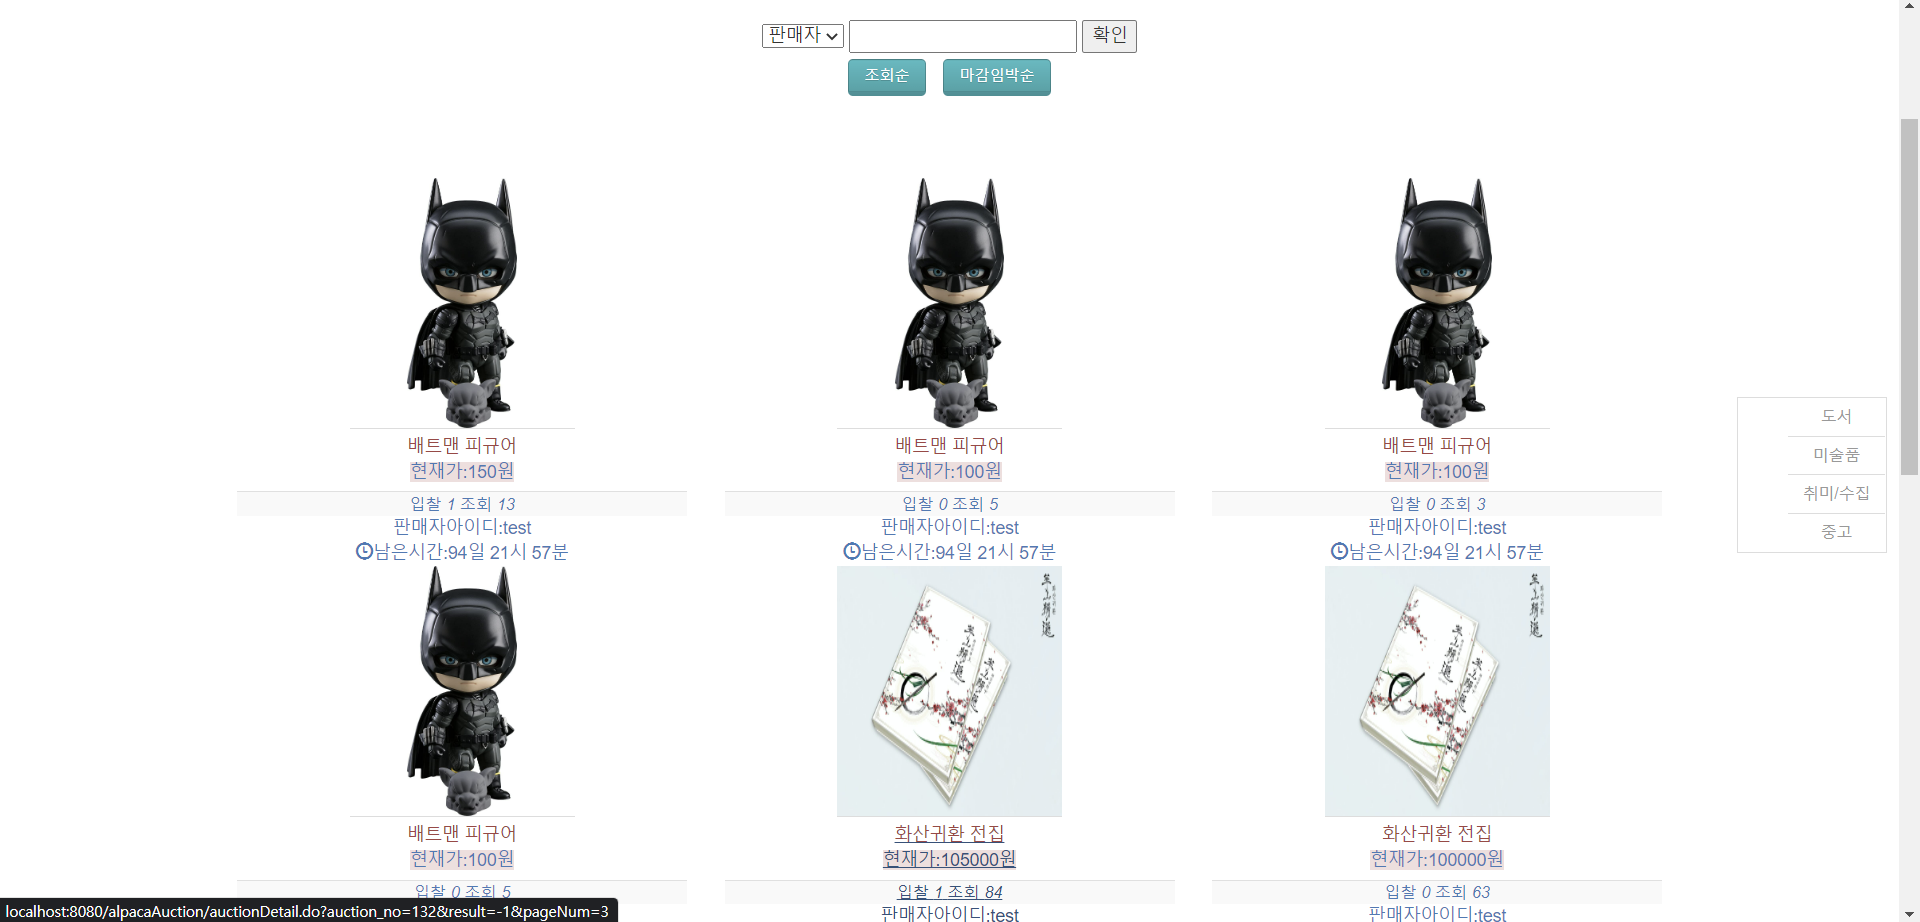 판매자 확인
조회순 마감임박순
배트맨 피규어
현재가:150원
입찰 1 조회 13
판매자아이디:test
남은시간:94일 21시 57분
배트맨 피규어
현재가:100원
입찰 0 조회 5
판매자아이디:test
남은시간:94일 21시 57분
배트맨 피규어
현재가:100원
입찰 0 조회 3
판매자아이디:test
남은시간:94일 21시 57분
도서
미술품
취미/수집
중고
배트맨 피규어
현재가:100원
입찰 0 조회 5
화산귀환 전집
현재가:105000원
입찰 1 조회 84
판매자아이디:test
화산귀환 전집
현재가:100000원
입찰 0 조회 63
판매자아이디:test
localhost:8080/alpacaAuction/auctionDetail.do?auction_no=132&result=-1&pageNum=3